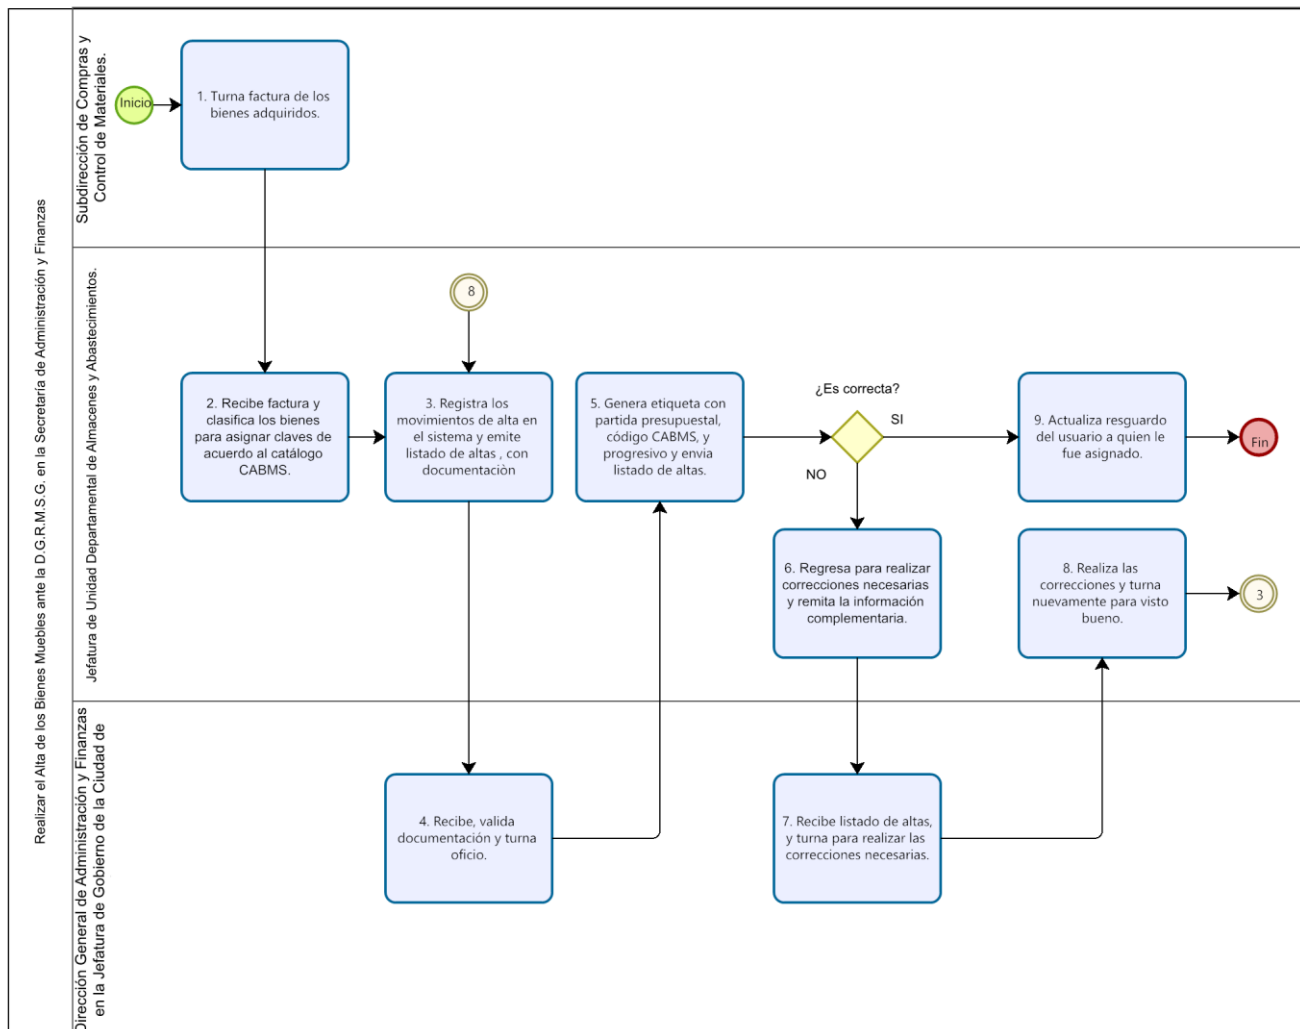 Realizar el Alta de los Bienes Muebles ante la D.G.R.M.S.G. en la Secretaría de Administración y Finanzas
Subdirección de Compras y
Control de Materiales.
Inicio
1. Turna factura de los
bienes adquiridos.
Jefatura de Unidad Departamental de Almacenes y Abastecimientos.
8
2. Recibe factura y
clasifica los bienes
para asignar claves de
acuerdo al catálogo
CABMS.
3. Registra los
movimientos de alta en
el sistema y emite
listado de altas , con
documentaciòn
5. Genera etiqueta con
partida presupuestal,
código CABMS, y
progresivo y envia
listado de altas.
¿Es correcta?
SI
NO
9. Actualiza resguardo
del usuario a quien le
fue asignado.
Fin
6. Regresa para realizar
correcciones necesarias
y remita la información
complementaria.
8. Realiza las
correcciones y turna
nuevamente para visto
bueno.
3
Dirección General de Administración y Finanzas
en la Jefatura de Gobierno de la Ciudad de
4. Recibe, valida
documentación y turna
oficio.
7. Recibe listado de altas,
y turna para realizar las
correcciones necesarias.